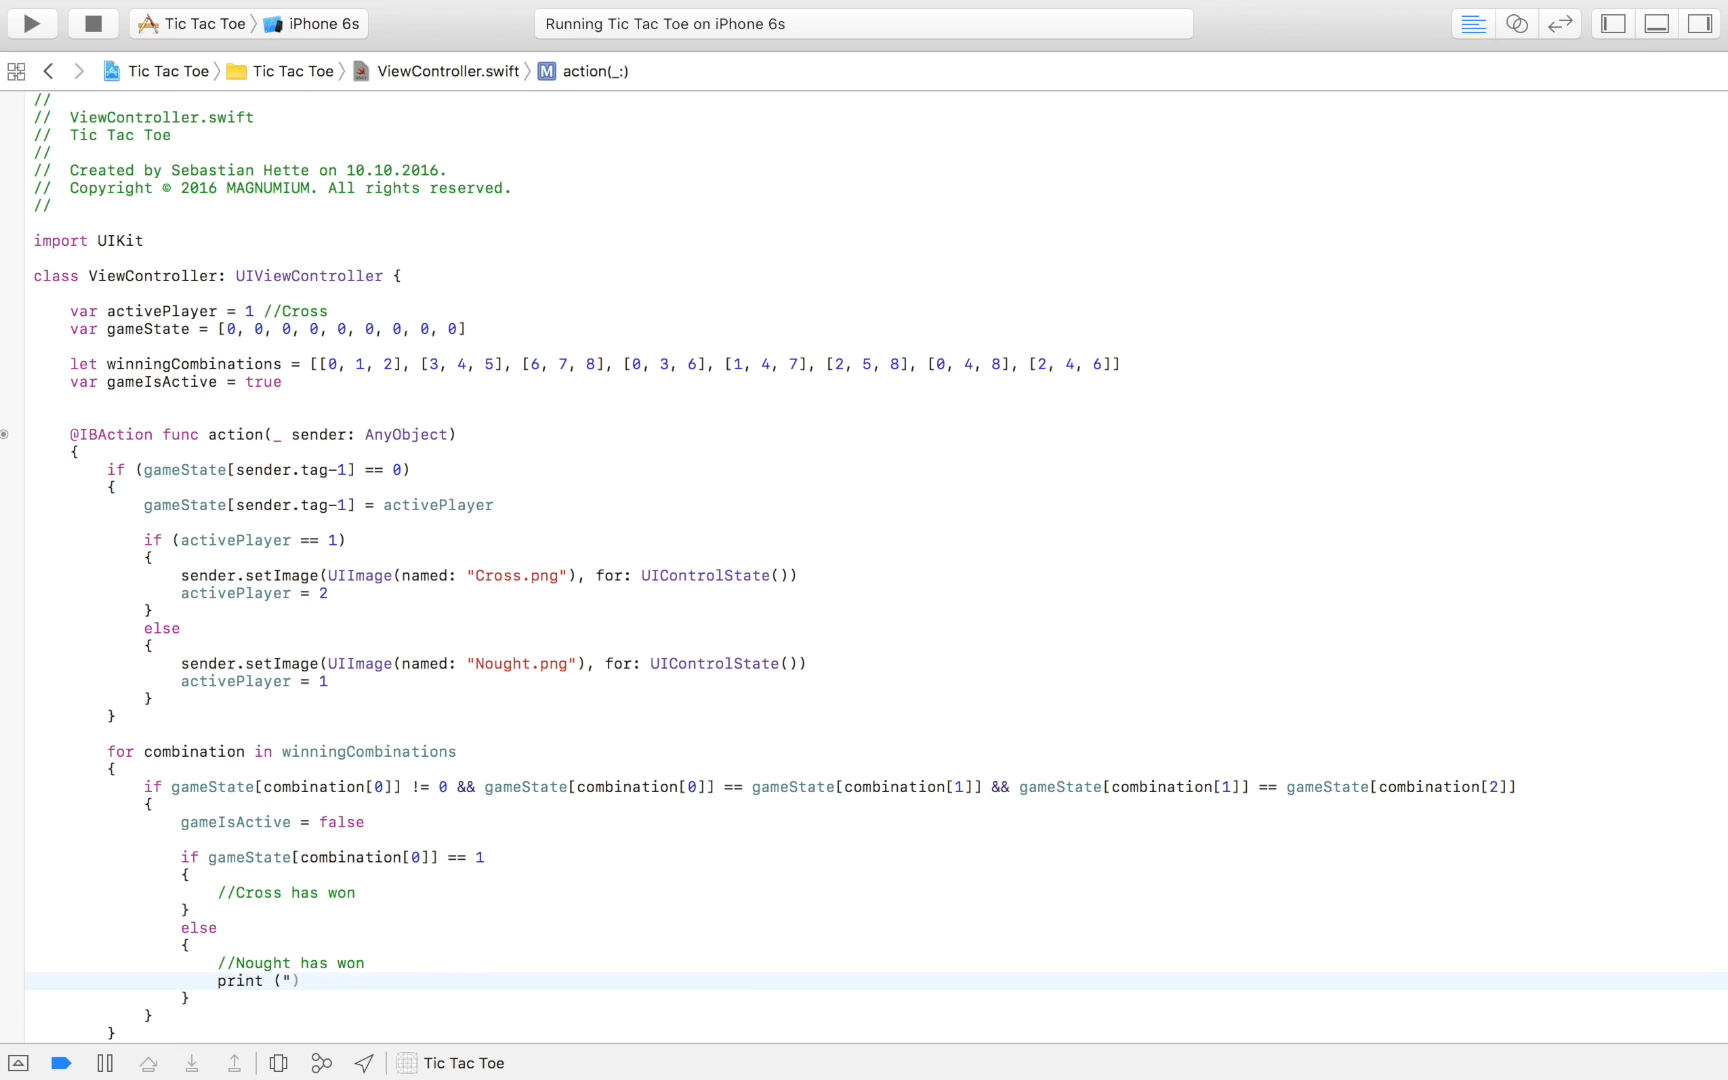 Tic Tac Toe iPhone 6s Running Tic Tac Toe on iPhone 6s
Tic Tac Toe Tic Tac Toe ViewController.swift M action(_:)
//
//  ViewController.swift
//  Tic Tac Toe
//
//  Created by Sebastian Hette on 10.10.2016.
//  Copyright © 2016 MAGNUMIUM. All rights reserved.
//
import UIKit
class ViewController: UIViewController {
    var activePlayer = 1 //Cross
    var gameState = [0, 0, 0, 0, 0, 0, 0, 0, 0]
    let winningCombinations = [[0, 1, 2], [3, 4, 5], [6, 7, 8], [0, 3, 6], [1, 4, 7], [2, 5, 8], [0, 4, 8], [2, 4, 6]]
    var gameIsActive = true
    @IBAction func action(_ sender: AnyObject)
    {
        if (gameState[sender.tag-1] == 0)
        {
            gameState[sender.tag-1] = activePlayer
            if (activePlayer == 1)
            {
                sender.setImage(UIImage(named: "Cross.png"), for: UIControlState())
                activePlayer = 2
            }
            else
            {
                sender.setImage(UIImage(named: "Nought.png"), for: UIControlState())
                activePlayer = 1
            }
        }
        for combination in winningCombinations
        {
            if gameState[combination[0]] != 0 && gameState[combination[0]] == gameState[combination[1]] && gameState[combination[1]] == gameState[combination[2]]
            {
                gameIsActive = false
                if gameState[combination[0]] == 1
                {
                    //Cross has won
                }
                else
                {
                    //Nought has won
                    print (")
                }
            }
        }
Tic Tac Toe